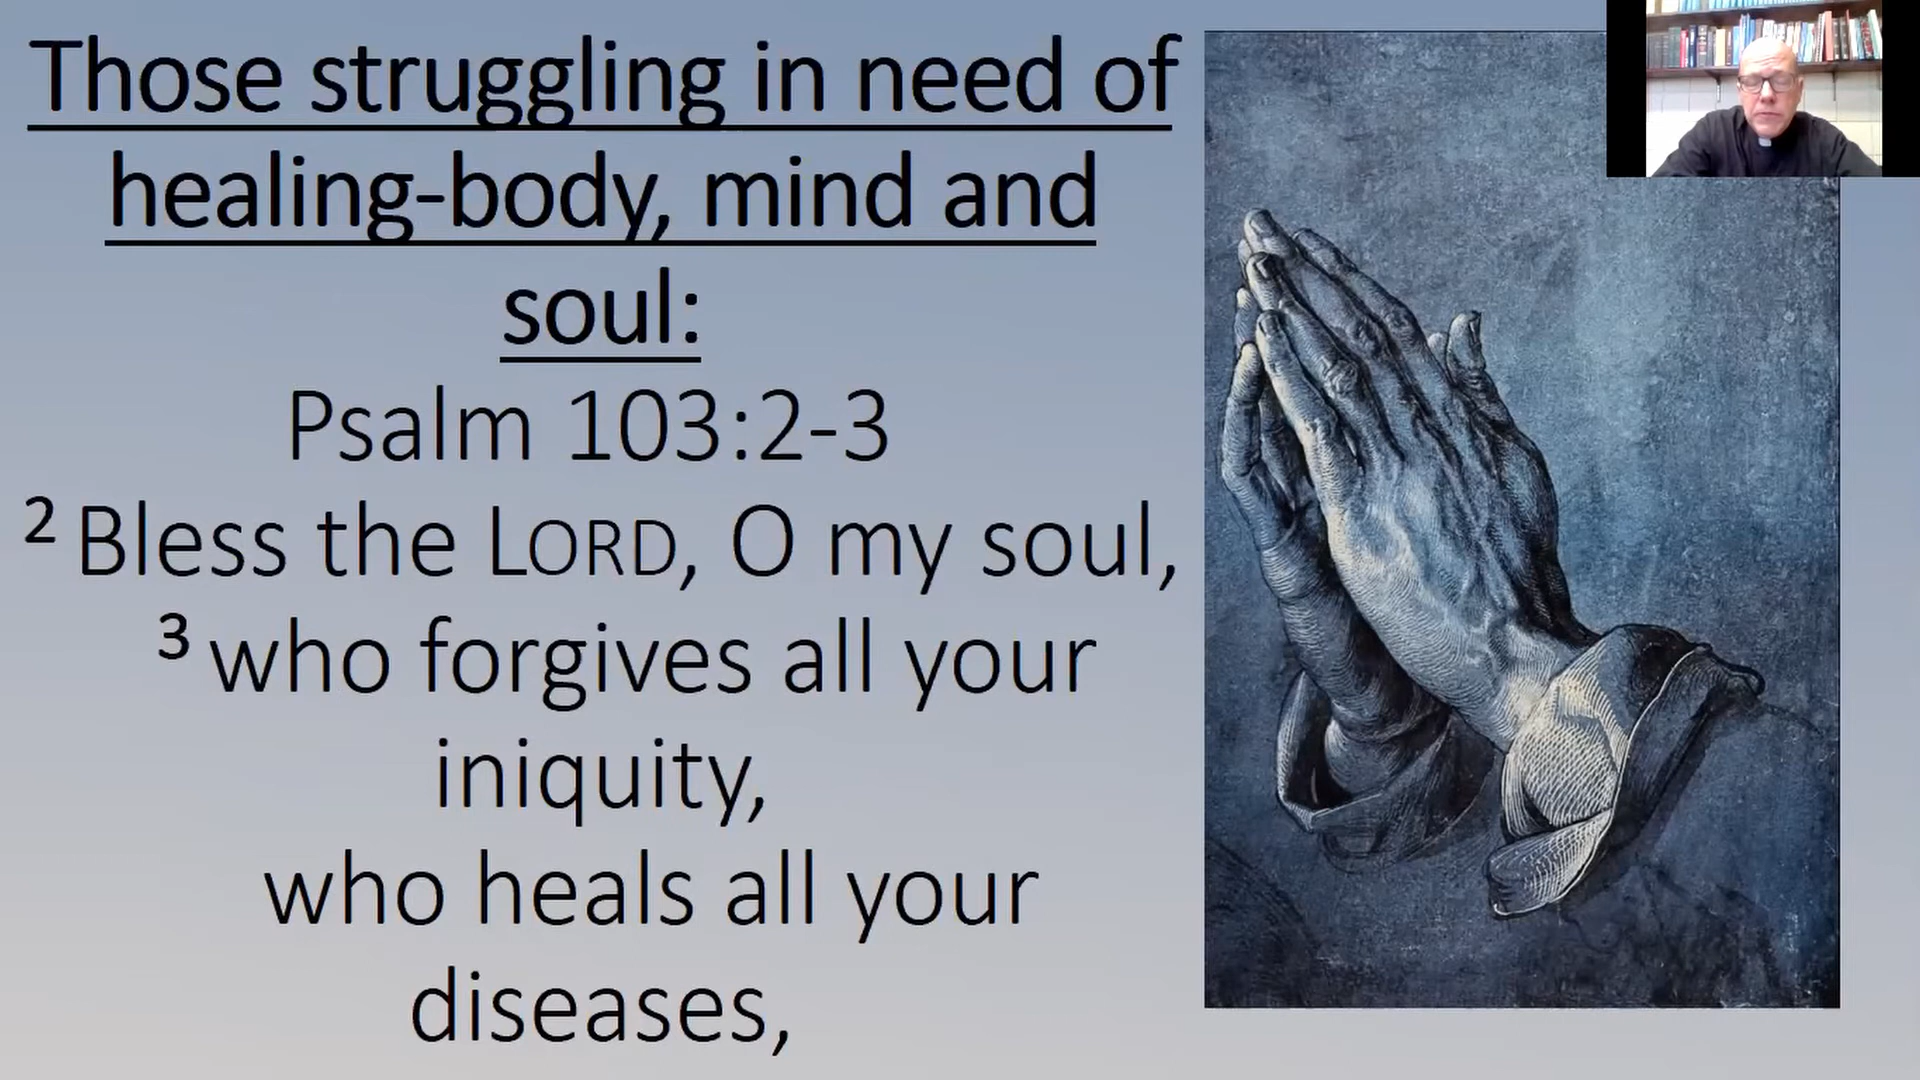 Those struggling in need of
healing-body, mind and
soul:
Psalm 103:2-3
² Bless the LORD, O my soul,
³ who forgives all your
iniquity,
who heals all your
diseases,